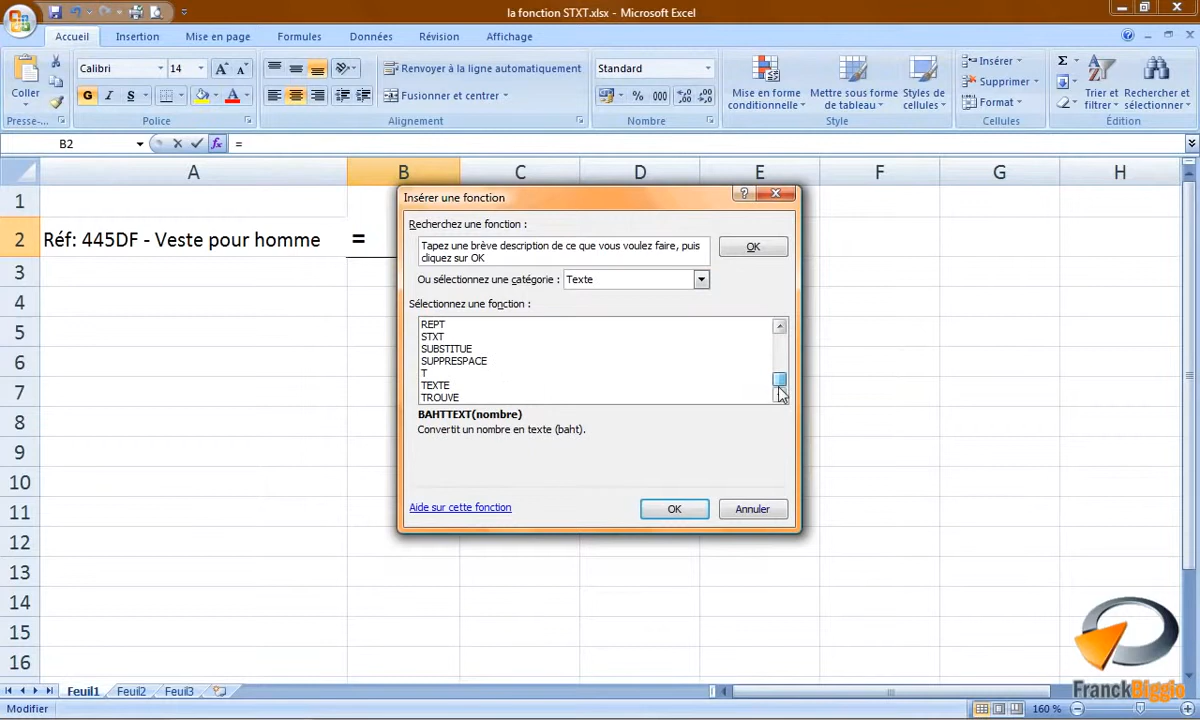 la fonction STXT.xlsx - Microsoft Excel
Accueil Insertion Mise en page Formules Données Révision Affichage
Coller
Calibri 14
G I S
Presse-... Police
Renvoyer à la ligne automatiquement
Fusionner et centrer
Alignement
Standard
% 000
Nombre
Mise en forme conditionnelle
Mettre sous forme de tableau
Styles de cellules
Style
Insérer
Supprimer
Format
Cellules
Trier et filtrer
Rechercher et sélectionner
Édition
B2 fx =
A B C D E F G H
1
2 Réf: 445DF - Veste pour homme =
3
4
5
6
7
8
9
10
11
12
13
14
15
16
Insérer une fonction
Recherchez une fonction :
Tapez une brève description de ce que vous voulez faire, puis
cliquez sur OK
OK
Ou sélectionnez une catégorie : Texte
Sélectionnez une fonction :
REPT
STXT
SUBSTITUE
SUPPRESPACE
T
TEXTE
TROUVE
BAHTTEXT(nombre)
Convertit un nombre en texte (baht).
Aide sur cette fonction
OK Annuler
FranckBiggio
Feuil1 Feuil2 Feuil3
Modifier 160 %